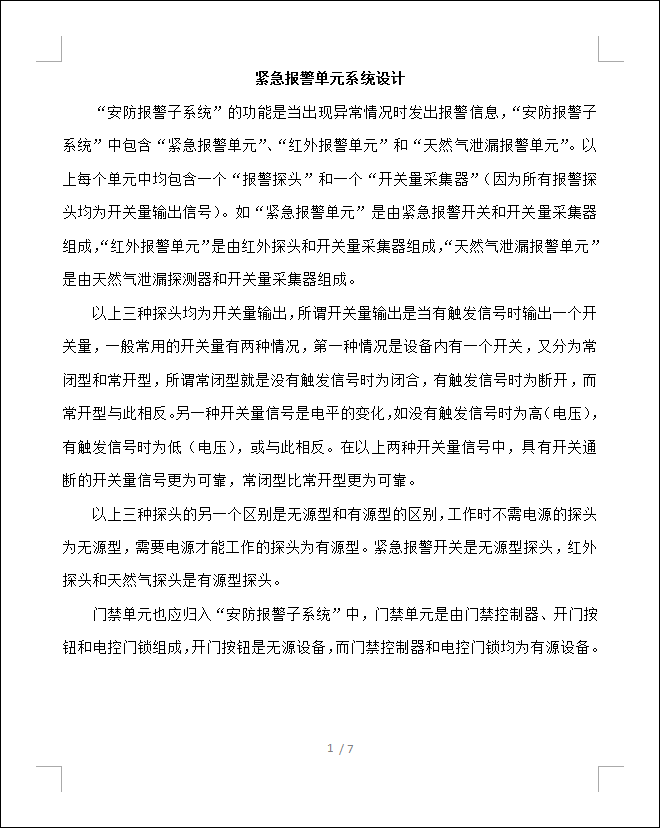 紧急报警单元系统设计
“安防报警子系统”的功能是当出现异常情况时发出报警信息，“安防报警子
系统”中包含“紧急报警单元”、“红外报警单元”和“天然气泄漏报警单元”。以
上每个单元中均包含一个“报警探头”和一个“开关量采集器”（因为所有报警探
头均为开关量输出信号）。如“紧急报警单元”是由紧急报警开关和开关量采集器
组成，“红外报警单元”是由红外探头和开关量采集器组成，“天然气泄漏报警单元”
是由天然气泄漏探测器和开关量采集器组成。
以上三种探头均为开关量输出，所谓开关量输出是当有触发信号时输出一个开
关量，一般常用的开关量有两种情况，第一种情况是设备内有一个开关，又分为常
闭型和常开型，所谓常闭型就是没有触发信号时为闭合，有触发信号时为断开，而
常开型与此相反。另一种开关量信号是电平的变化，如没有触发信号时为高（电压），
有触发信号时为低（电压），或与此相反。在以上两种开关量信号中，具有开关通
断的开关量信号更为可靠，常闭型比常开型更为可靠。
以上三种探头的另一个区别是无源型和有源型的区别，工作时不需电源的探头
为无源型，需要电源才能工作的探头为有源型。紧急报警开关是无源型探头，红外
探头和天然气探头是有源型探头。
门禁单元也应归入“安防报警子系统”中，门禁单元是由门禁控制器、开门按
钮和电控门锁组成，开门按钮是无源设备，而门禁控制器和电控门锁均为有源设备。
1 / 7